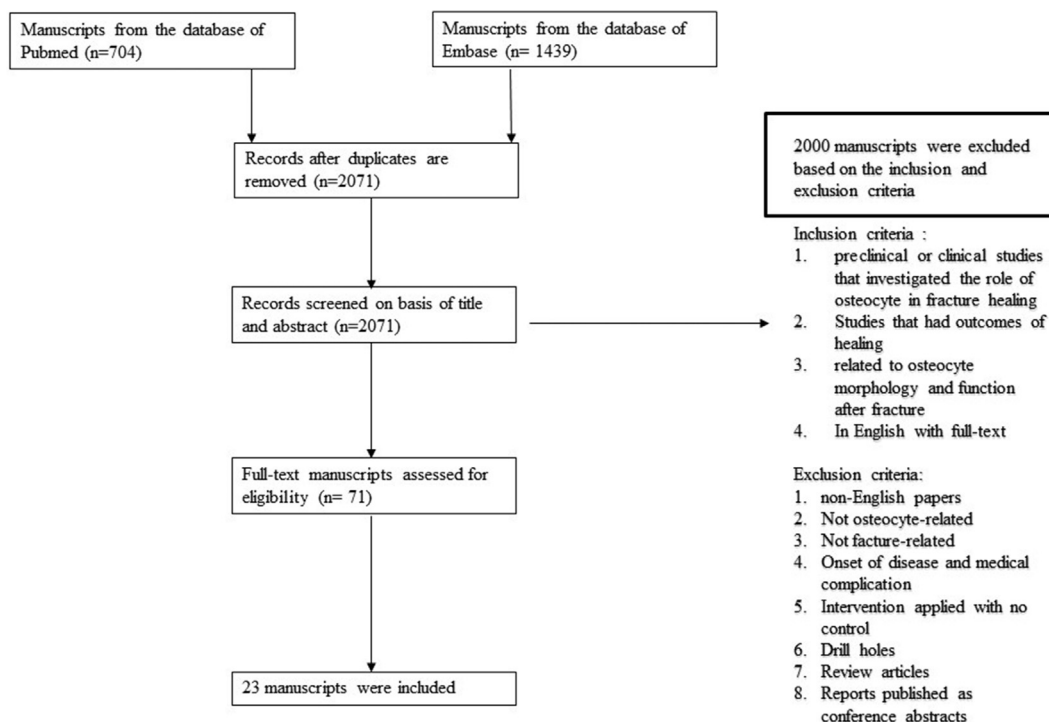 Manuscripts from the database of
Pubmed (n=704)
Manuscripts from the database of
Embase (n= 1439)
Records after duplicates are
removed (n=2071)
2000 manuscripts were excluded
based on the inclusion and
exclusion criteria
Records screened on basis of title
and abstract (n=2071)
Inclusion criteria :
1. preclinical or clinical studies
that investigated the role of
osteocyte in fracture healing
2. Studies that had outcomes of
healing
3. related to osteocyte
morphology and function
after fracture
4. In English with full-text
Full-text manuscripts assessed for
eligibility (n= 71)
Exclusion criteria:
1. non-English papers
2. Not osteocyte-related
3. Not facture-related
4. Onset of disease and medical
complication
5. Intervention applied with no
control
6. Drill holes
7. Review articles
8. Reports published as
conference abstracts
23 manuscripts were included